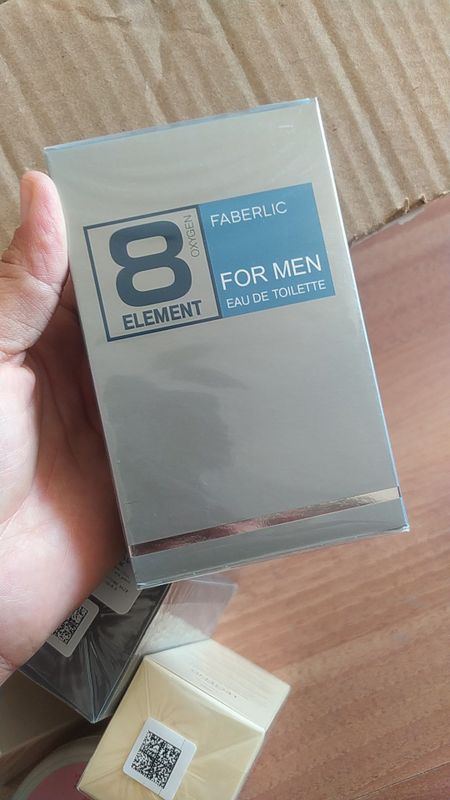 8
OXYGEN
ELEMENT
FABERLIC
FOR MEN
EAU DE TOILETTE